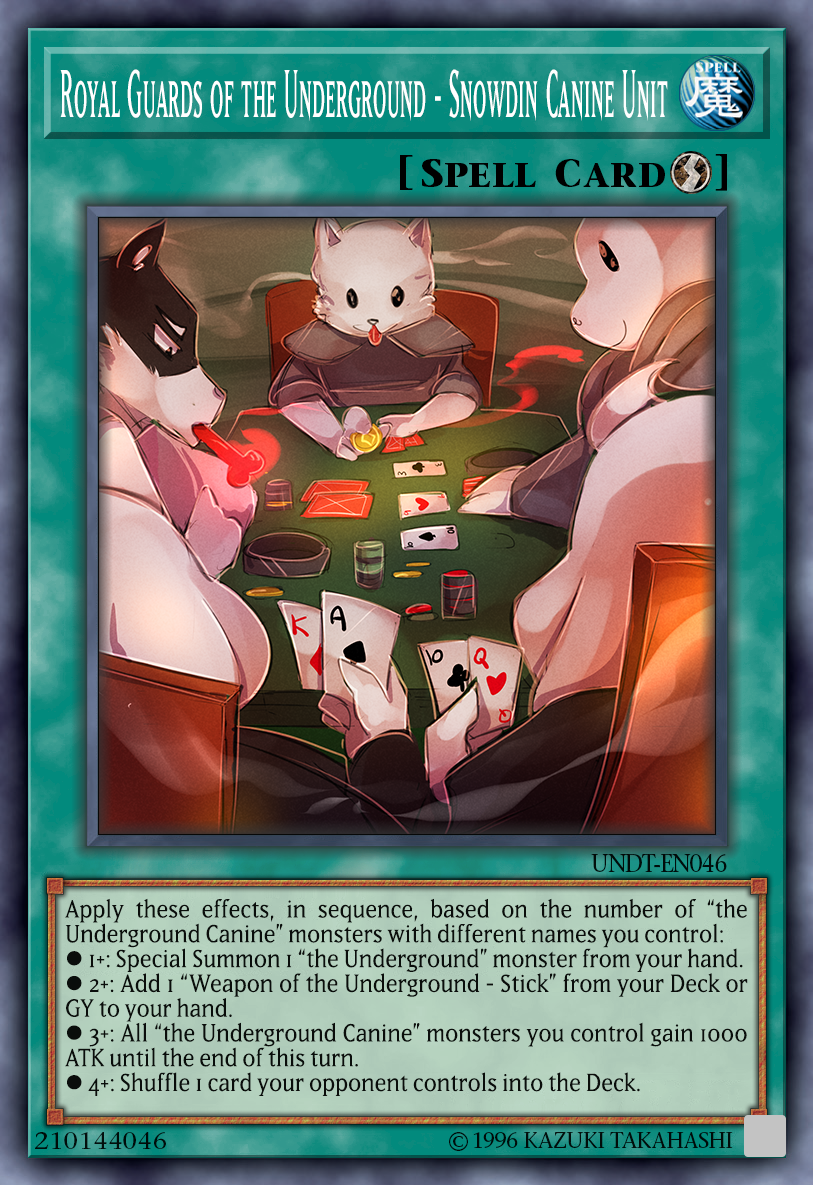 ROYAL GUARDS OF THE UNDERGROUND - SNOWDIN CANINE UNIT
SPELL
魔
[SPELL CARD]
3 3
10
K
A
10
Q
Q
UNDT-EN046
Apply these effects, in sequence, based on the number of “the
Underground Canine” monsters with different names you control:
● 1+: Special Summon 1 “the Underground” monster from your hand.
● 2+: Add 1 “Weapon of the Underground - Stick” from your Deck or
GY to your hand.
● 3+: All “the Underground Canine” monsters you control gain 1000
ATK until the end of this turn.
● 4+: Shuffle 1 card your opponent controls into the Deck.
210144046
© 1996 KAZUKI TAKAHASHI